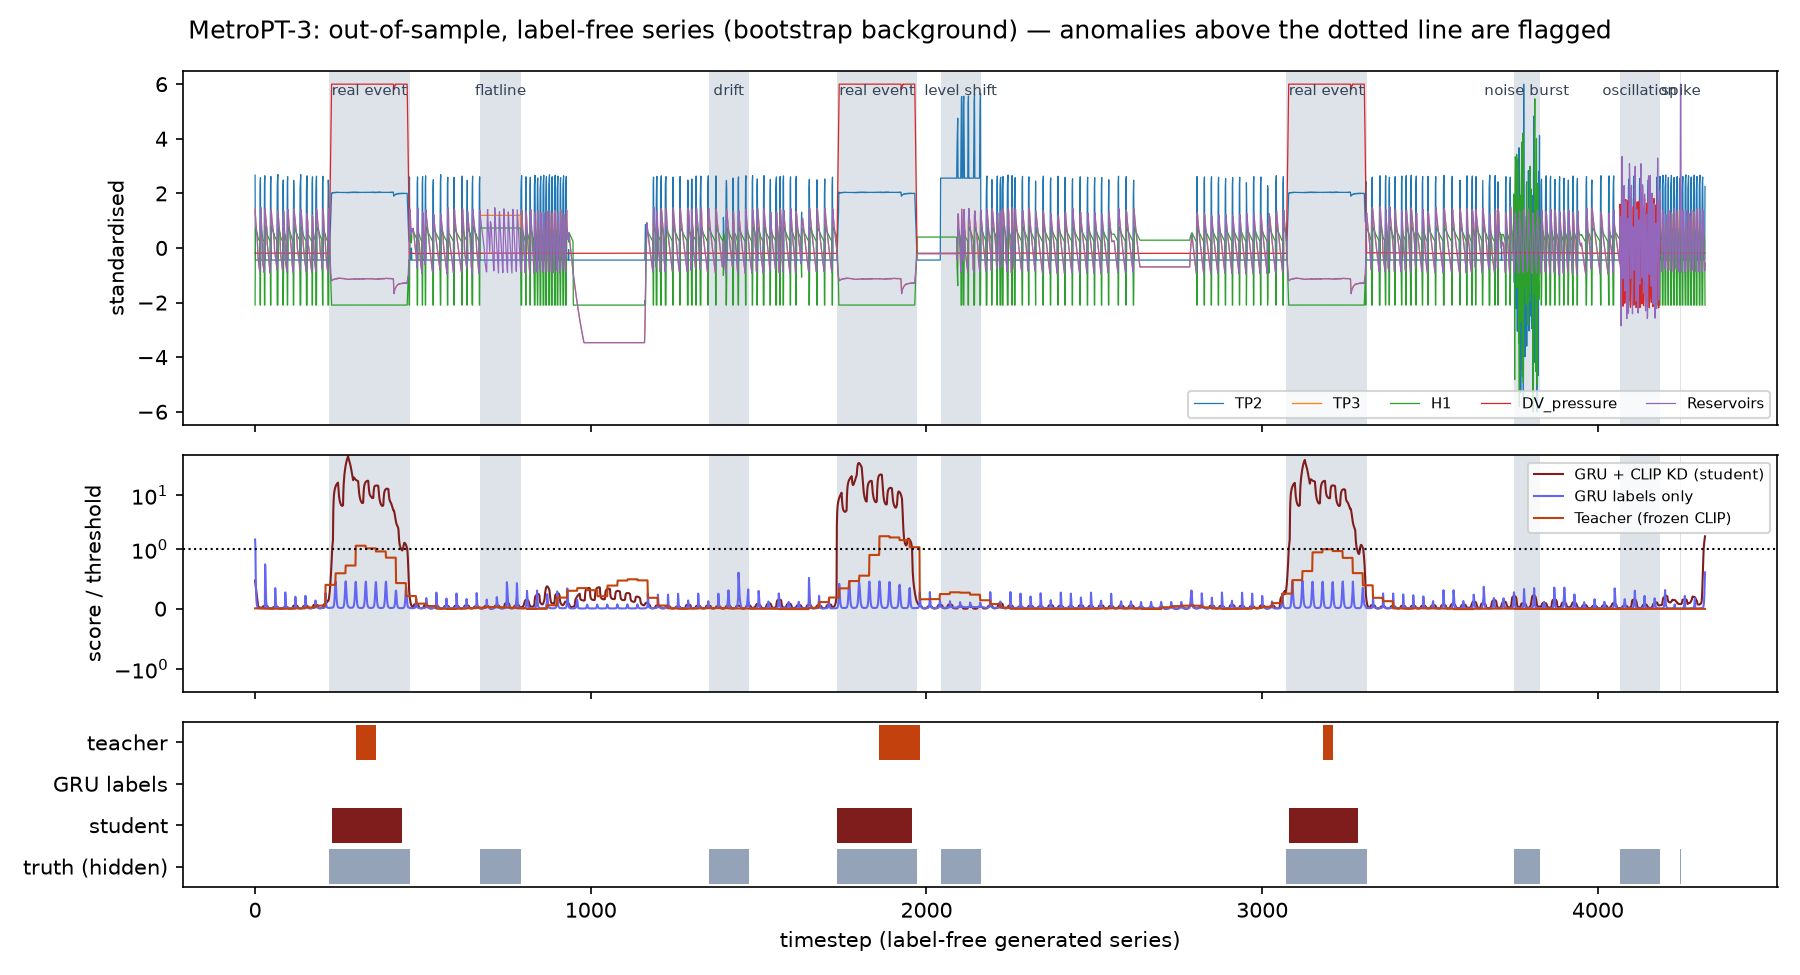 MetroPT-3: out-of-sample, label-free series (bootstrap background) — anomalies above the dotted line are flagged
standardised
6
4
2
0
−2
−4
−6
real event
flatline
drift
real event
level shift
real event
noise burst
oscillation
spike
TP2
TP3
H1
DV_pressure
Reservoirs
score / threshold
10¹
10⁰
0
−10⁰
GRU + CLIP KD (student)
GRU labels only
Teacher (frozen CLIP)
teacher
GRU labels
student
truth (hidden)
0
1000
2000
3000
4000
timestep (label-free generated series)